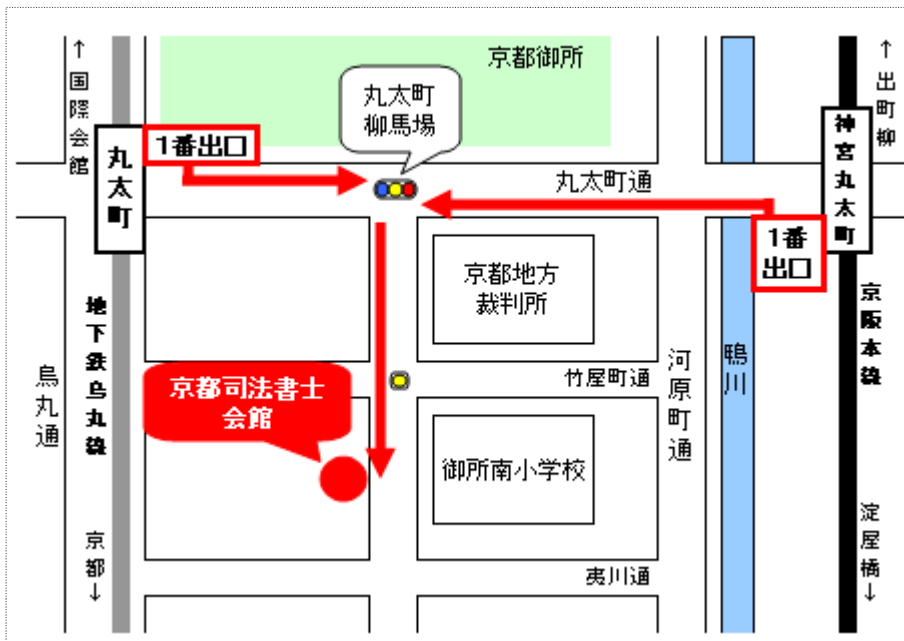 ↑国際会館
京都御所
↑出町柳
丸太町
柳馬場
1番出口
丸太町
神宮丸太町
丸太町通
1番
出口
京都地方
裁判所
地下鉄烏丸線
京阪本線
烏丸通
河原町通
鴨川
竹屋町通
京都司法書士
会館
御所南小学校
京都↓
淀屋橋↓
夷川通